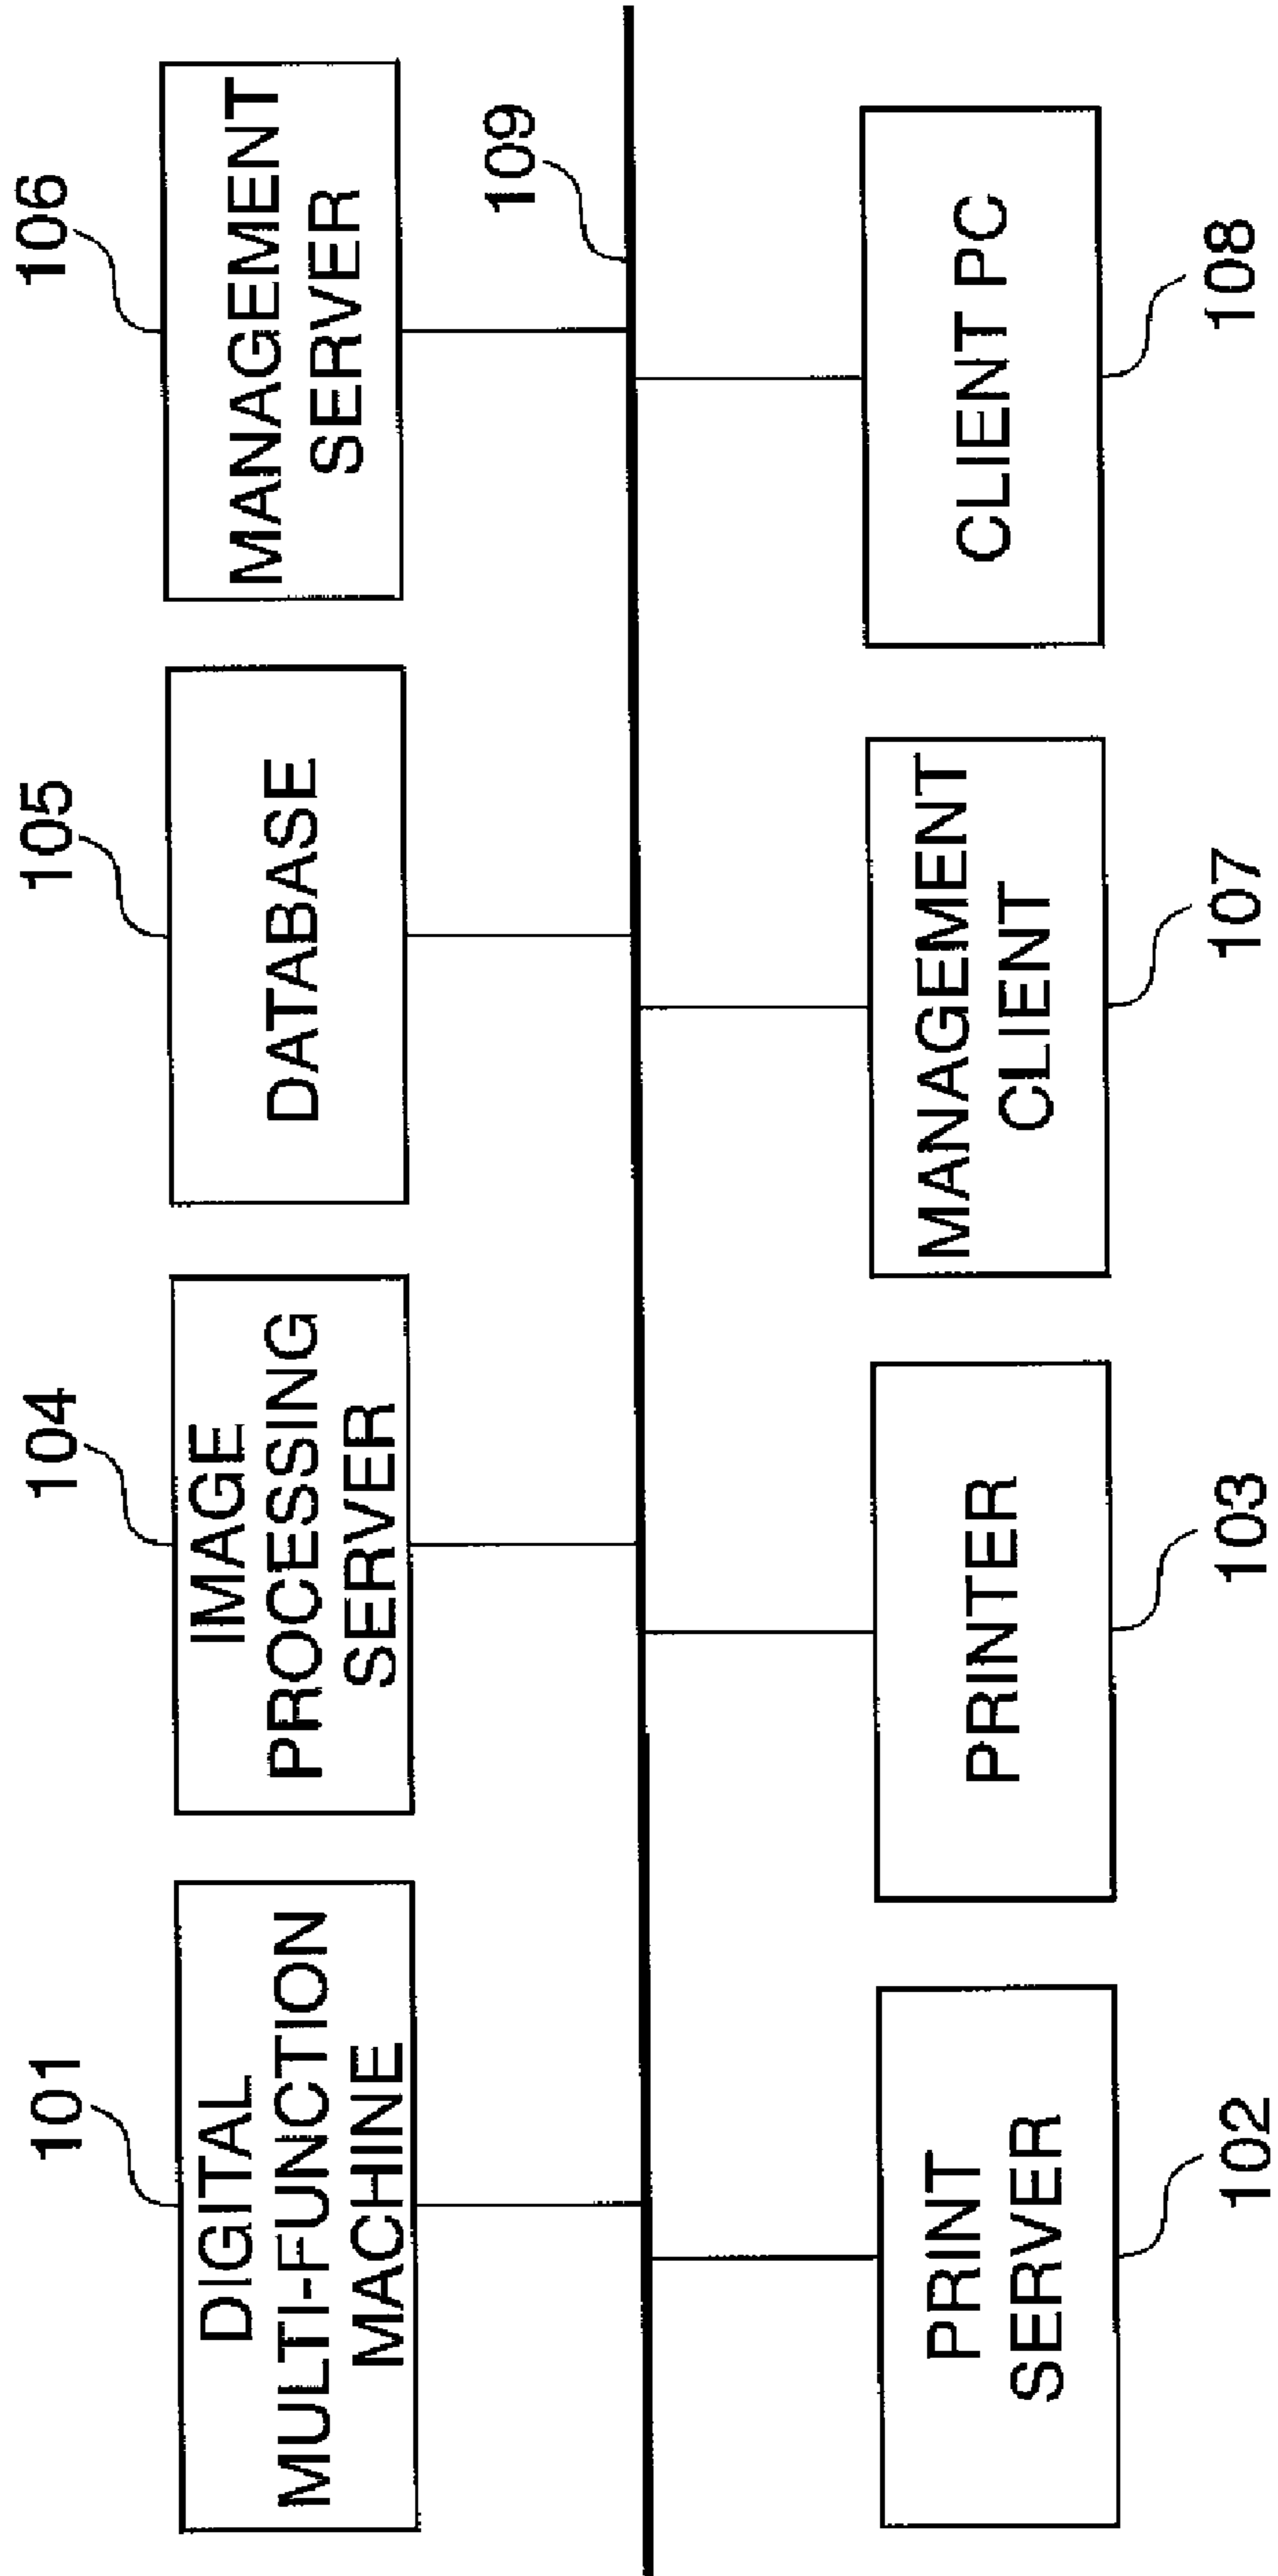 101
DIGITAL
MULTI-FUNCTION
MACHINE
104
IMAGE
PROCESSING
SERVER
105
DATABASE
106
MANAGEMENT
SERVER
109
PRINT
SERVER
102
PRINTER
103
MANAGEMENT
CLIENT
107
CLIENT PC
108